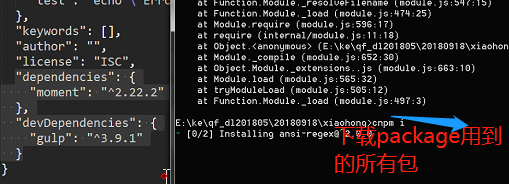 "test": "echo \"Erro
},
"keywords": [],
"author": "",
"license": "ISC",
"dependencies": {
"moment": "^2.22.2"
},
"devDependencies": {
"gulp": "^3.9.1"
}
}
at Function.Module._resolveFilename (module.js:547:15)
at Function.Module._load (module.js:474:25)
at Module.require (module.js:596:17)
at require (internal/module.js:11:18)
at Object.<anonymous> (E:\ke\qf_dl201805\20180918\xiaohon
at Module._compile (module.js:652:30)
at Object.Module._extensions..js (module.js:663:10)
at Module.load (module.js:565:32)
at tryModuleLoad (module.js:505:12)
at Function.Module._load (module.js:497:3)
E:\ke\qf_dl201805\20180918\xiaohong>cnpm i
- [0/2] Installing ansi-regex@^2.0.0
下载package用到
的所有包